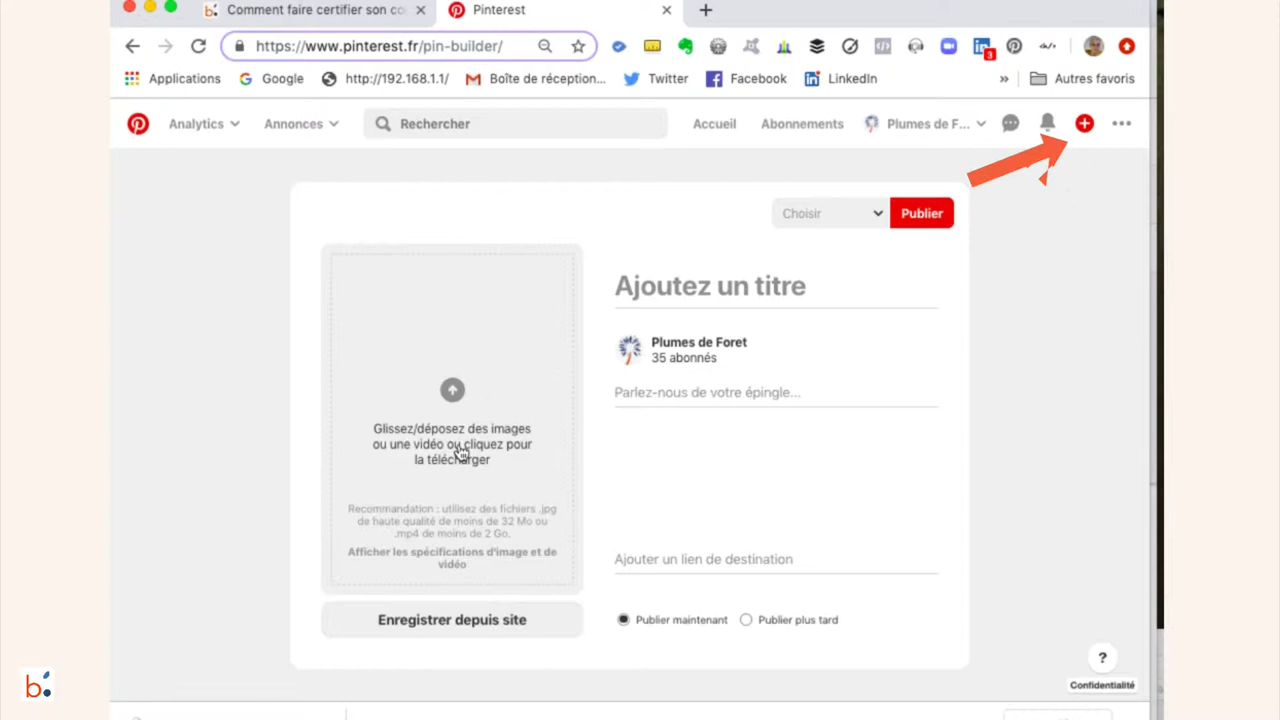 b. Comment faire certifier son co
Pinterest
https://www.pinterest.fr/pin-builder/
3
Applications
Google
http://192.168.1.1/
Boîte de réception...
Twitter
Facebook
LinkedIn
»
Autres favoris
Analytics
Annonces
Rechercher
Accueil
Abonnements
Plumes de F...
Choisir
Publier
Ajoutez un titre
Plumes de Foret
35 abonnés
Parlez-nous de votre épingle...
Glissez/déposez des images
ou une vidéo ou cliquez pour
la télécharger
Recommandation : utilisez des fichiers .jpg
de haute qualité de moins de 32 Mo ou
.mp4 de moins de 2 Go.
Afficher les spécifications d'image et de
vidéo
Ajouter un lien de destination
Enregistrer depuis site
Publier maintenant
Publier plus tard
?
Confidentialité
b.